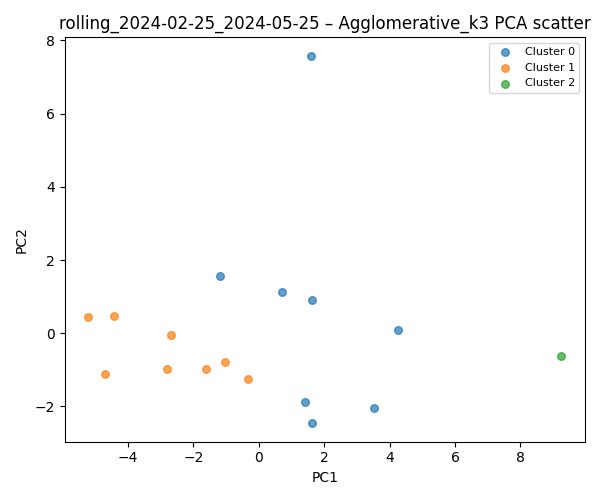 rolling_2024-02-25_2024-05-25 – Agglomerative_k3 PCA scatter
Cluster 0
Cluster 1
Cluster 2
PC2
8
6
4
2
0
−2
−4
−2
0
2
4
6
8
PC1